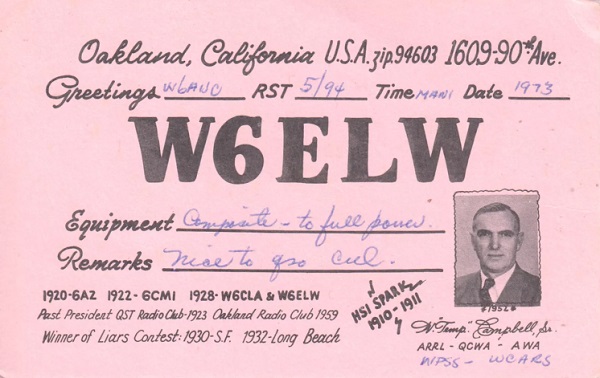 Oakland, California U.S.A. zip.94603 1609-90th Ave.
Greetings W6ANC RST 5/94 Time MANI Date 1973
W6ELW
Equipment Composite - to full power.
Remarks Nice to qso Cul.
1920-6AZ 1922-6CMI 1928-W6CLA & W6ELW
Past President QST Radio Club-1923 Oakland Radio Club 1959
Winner of Liars Contest: 1930-S.F. 1932-Long Beach
HSI SPARK
1910-1911
*1952*
W. "Temp." Campbell, Sr.
ARRL - QCWA - AWA
WPSS - WCARS